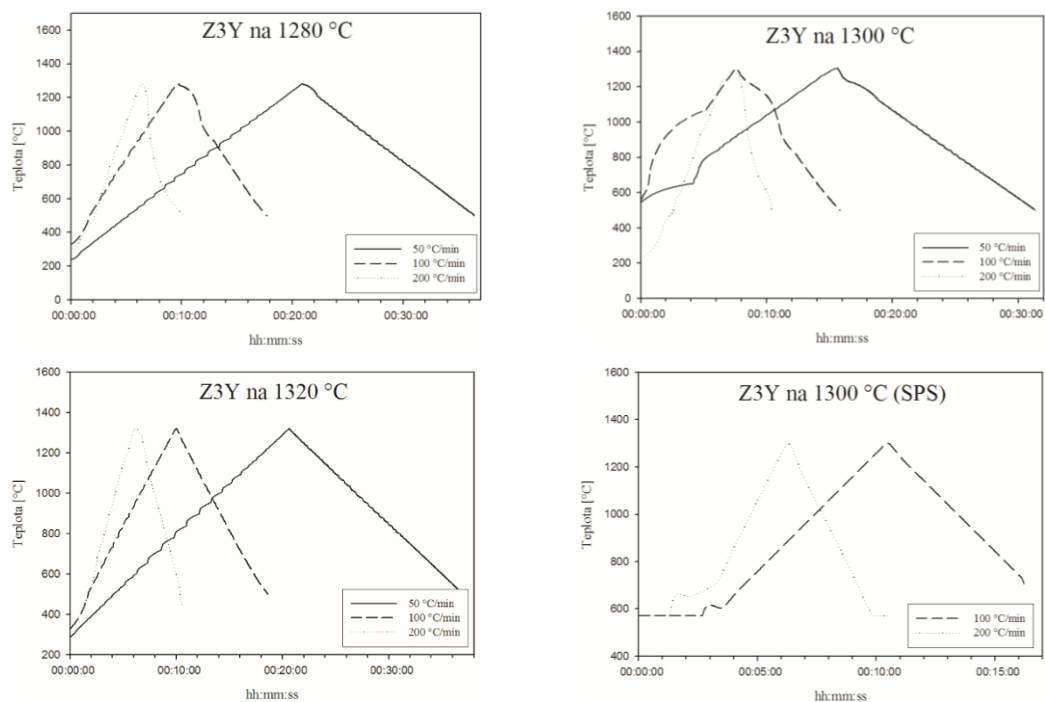 Z3Y na 1280 °C
1600
1400
1200
1000
800
600
400
200
0
Teplota [°C]
00:00:00
00:10:00
00:20:00
00:30:00
hh:mm:ss
50 °C/min
100 °C/min
200 °C/min
Z3Y na 1300 °C
1600
1400
1200
1000
800
600
400
200
0
Teplota [°C]
00:00:00
00:10:00
00:20:00
00:30:00
hh:mm:ss
50 °C/min
100 °C/min
200 °C/min
Z3Y na 1320 °C
1600
1400
1200
1000
800
600
400
200
Teplota [°C]
00:00:00
00:10:00
00:20:00
00:30:00
hh:mm:ss
50 °C/min
100 °C/min
200 °C/min
Z3Y na 1300 °C (SPS)
1600
1400
1200
1000
800
600
400
Teplota [°C]
00:00:00
00:05:00
00:10:00
00:15:00
hh:mm:ss
100 °C/min
200 °C/min